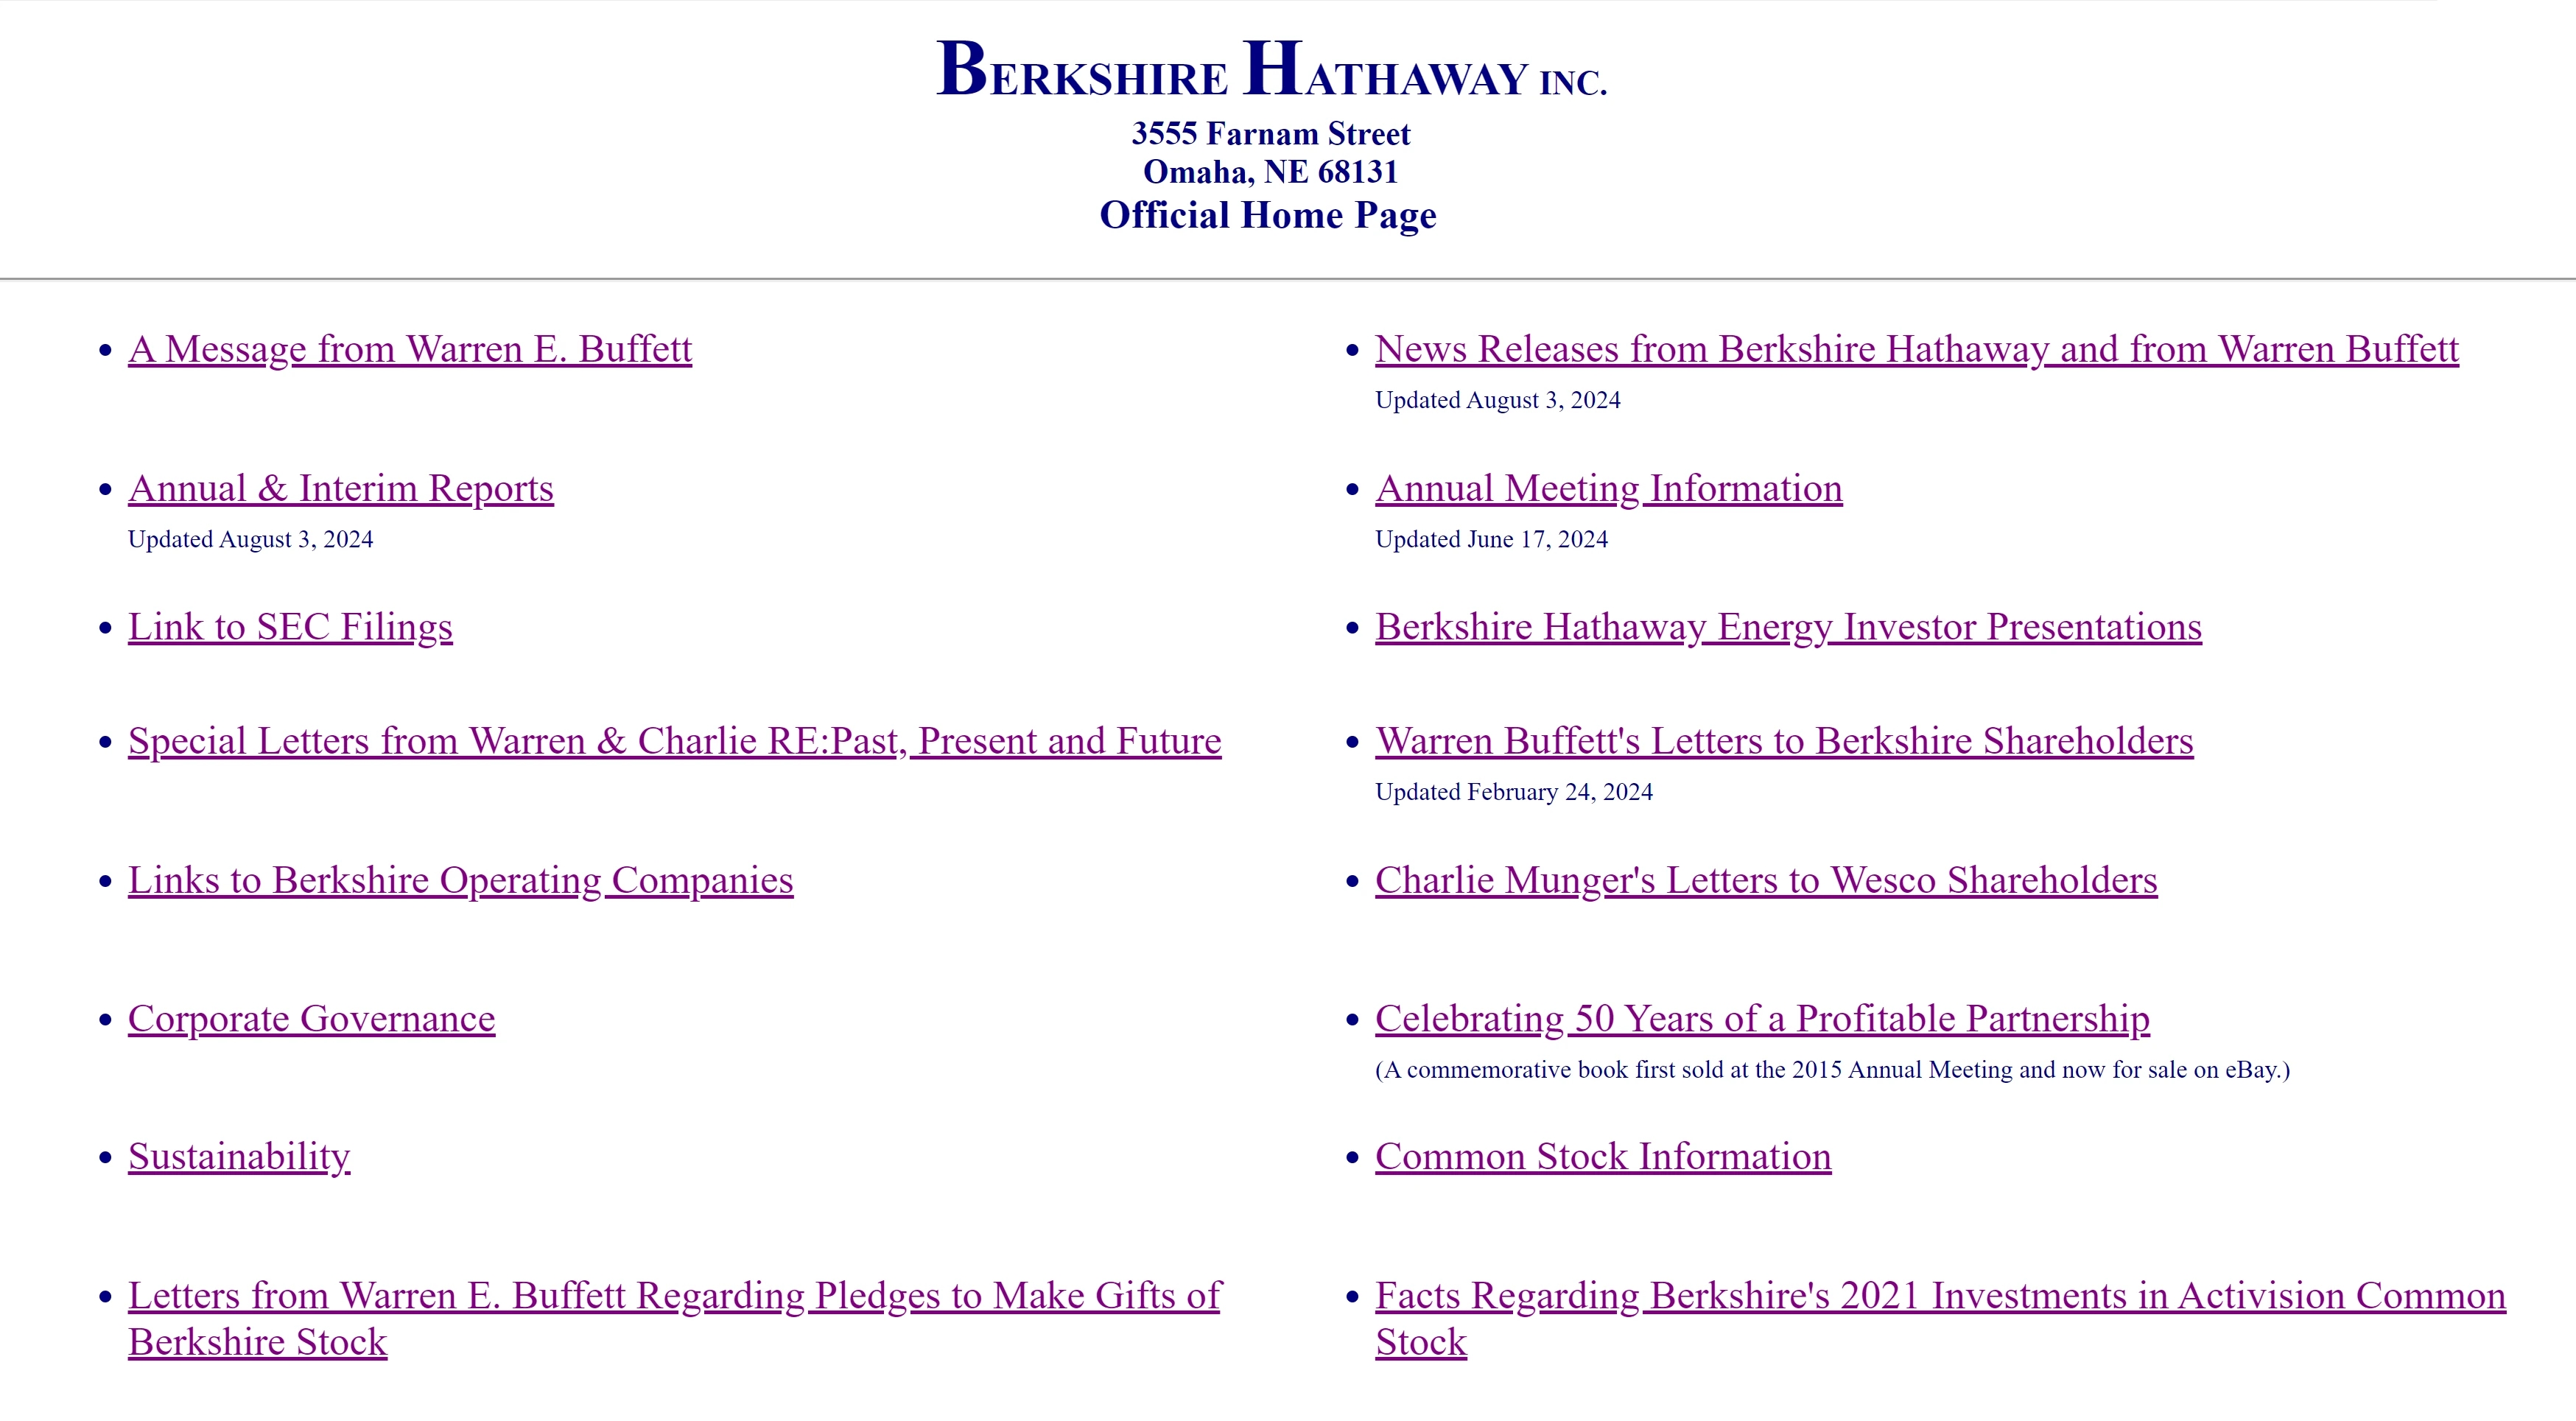 BERKSHIRE HATHAWAY INC.
3555 Farnam Street
Omaha, NE 68131
Official Home Page
A Message from Warren E. Buffett
News Releases from Berkshire Hathaway and from Warren Buffett
Updated August 3, 2024
Annual & Interim Reports
Updated August 3, 2024
Annual Meeting Information
Updated June 17, 2024
Link to SEC Filings
Berkshire Hathaway Energy Investor Presentations
Special Letters from Warren & Charlie RE:Past, Present and Future
Warren Buffett's Letters to Berkshire Shareholders
Updated February 24, 2024
Links to Berkshire Operating Companies
Charlie Munger's Letters to Wesco Shareholders
Corporate Governance
Celebrating 50 Years of a Profitable Partnership
(A commemorative book first sold at the 2015 Annual Meeting and now for sale on eBay.)
Sustainability
Common Stock Information
Letters from Warren E. Buffett Regarding Pledges to Make Gifts of
Berkshire Stock
Facts Regarding Berkshire's 2021 Investments in Activision Common
Stock